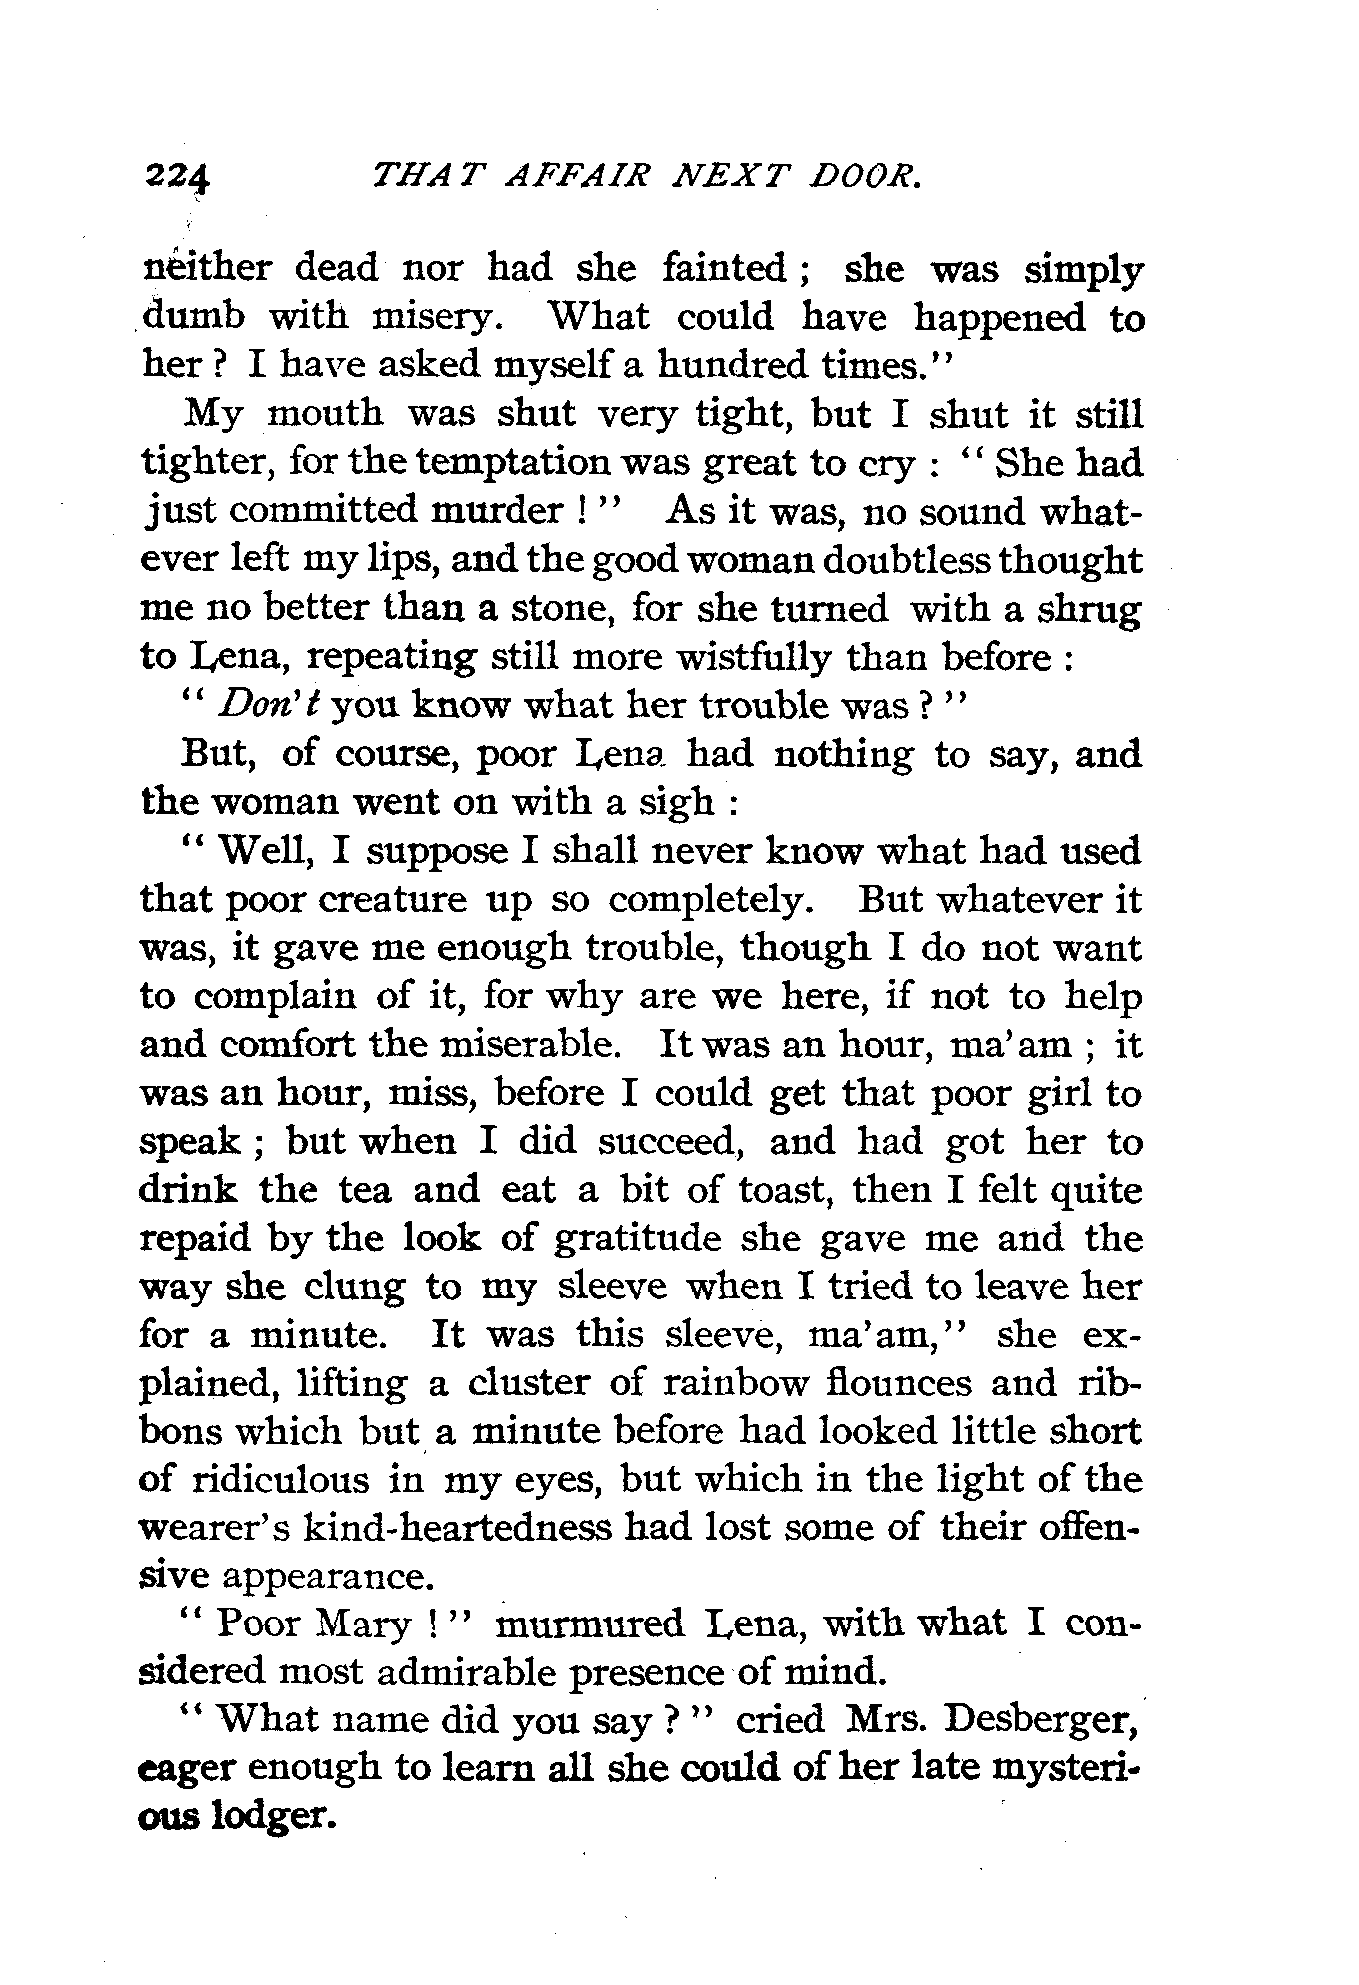 224 THAT AFFAIR NEXT DOOR.
neither dead nor had she fainted ; she was simply
dumb with misery. What could have happened to
her ? I have asked myself a hundred times."
My mouth was shut very tight, but I shut it still
tighter, for the temptation was great to cry : " She had
just committed murder ! " As it was, no sound what-
ever left my lips, and the good woman doubtless thought
me no better than a stone, for she turned with a shrug
to Lena, repeating still more wistfully than before :
" Don't you know what her trouble was ? "
But, of course, poor Lena had nothing to say, and
the woman went on with a sigh :
" Well, I suppose I shall never know what had used
that poor creature up so completely. But whatever it
was, it gave me enough trouble, though I do not want
to complain of it, for why are we here, if not to help
and comfort the miserable. It was an hour, ma'am ; it
was an hour, miss, before I could get that poor girl to
speak ; but when I did succeed, and had got her to
drink the tea and eat a bit of toast, then I felt quite
repaid by the look of gratitude she gave me and the
way she clung to my sleeve when I tried to leave her
for a minute. It was this sleeve, ma'am," she ex-
plained, lifting a cluster of rainbow flounces and rib-
bons which but a minute before had looked little short
of ridiculous in my eyes, but which in the light of the
wearer's kind-heartedness had lost some of their offen-
sive appearance.
" Poor Mary ! " murmured Lena, with what I con-
sidered most admirable presence of mind.
" What name did you say ? " cried Mrs. Desberger,
eager enough to learn all she could of her late mysteri-
ous lodger.